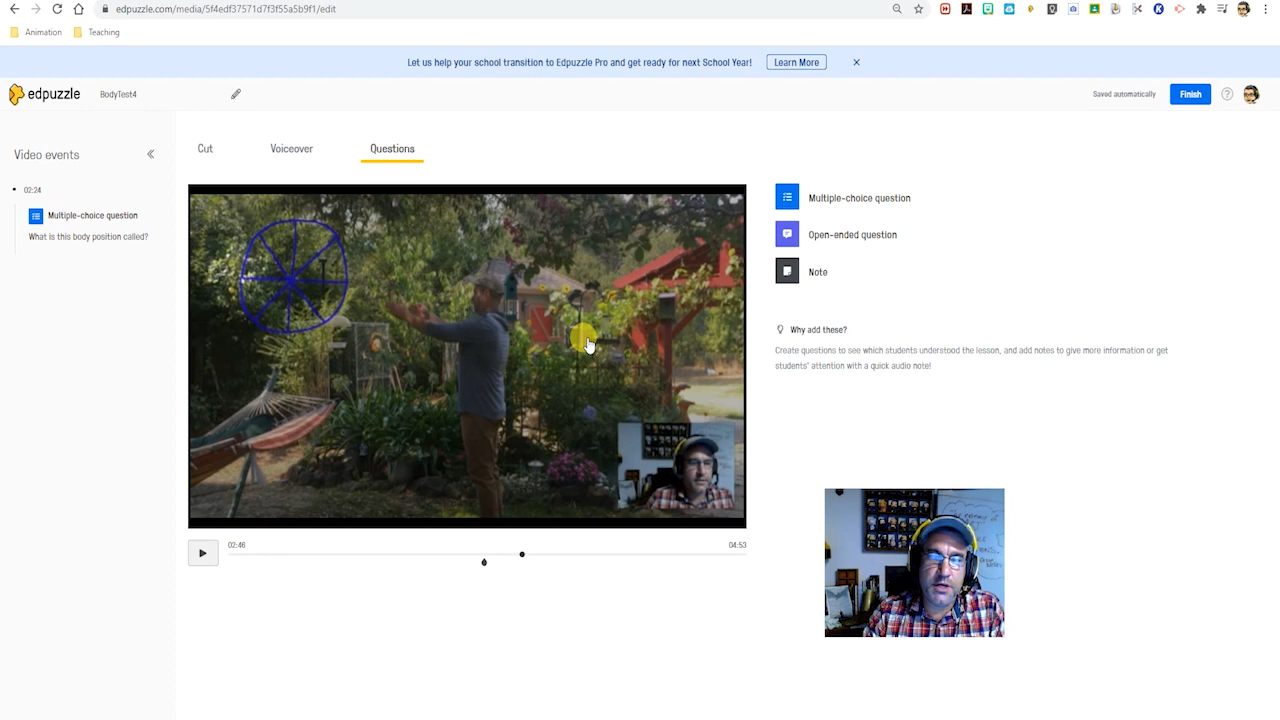 edpuzzle.com/media/5f4edf37571d7f3f55a5b9f1/edit
Animation
Teaching
Let us help your school transition to Edpuzzle Pro and get ready for next School Year!
Learn More
edpuzzle
BodyTest4
Saved automatically
Finish
Video events
Cut
Voiceover
Questions
02:24
Multiple-choice question
What is this body position called?
Multiple-choice question
Open-ended question
Note
Why add these?
Create questions to see which students understood the lesson, and add notes to give more information or get
students' attention with a quick audio note!
02:46
04:53